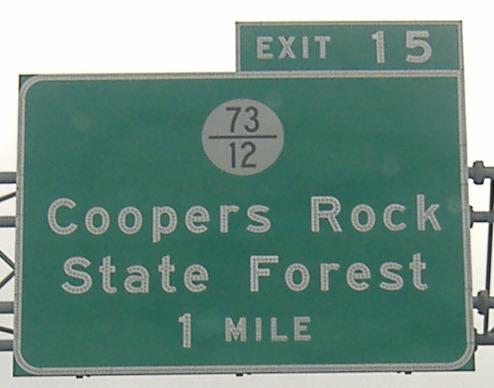 EXIT 15
73
12
Coopers Rock
State Forest
1 MILE